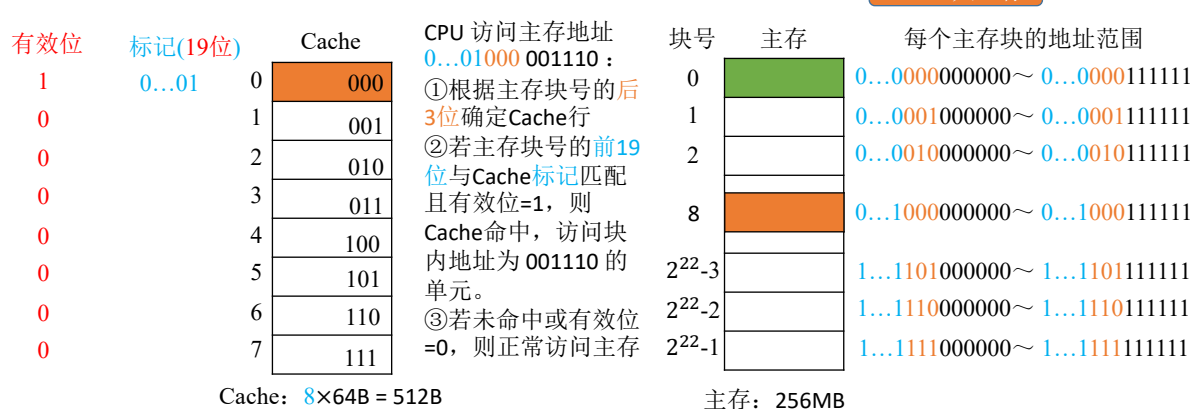 有效位 标记(19位) Cache
1 0…01 0 000
0 1 001
0 2 010
0 3 011
0 4 100
0 5 101
0 6 110
0 7 111
Cache：8×64B = 512B
CPU 访问主存地址
0…01000 001110：
①根据主存块号的后
3位确定Cache行
②若主存块号的前19
位与Cache标记匹配
且有效位=1，则
Cache命中，访问块
内地址为 001110 的
单元。
③若未命中或有效位
=0，则正常访问主存
块号 主存 每个主存块的地址范围
0 0…0000000000～ 0…0000111111
1 0…0001000000～ 0…0001111111
2 0…0010000000～ 0…0010111111
8 0…1000000000～ 0…1000111111
2²²-3 1…1101000000～ 1…1101111111
2²²-2 1…1110000000～ 1…1110111111
2²²-1 1…1111000000～ 1…1111111111
主存：256MB